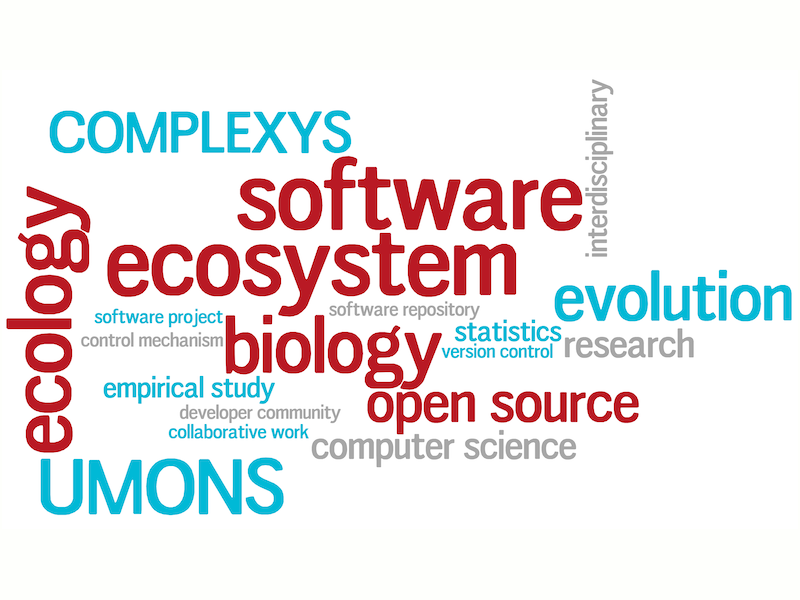 COMPLEXYS
interdisciplinary
software
ecology
ecosystem
evolution
software project
software repository
control mechanism
biology
statistics
version control
research
empirical study
developer community
open source
collaborative work
computer science
UMONS